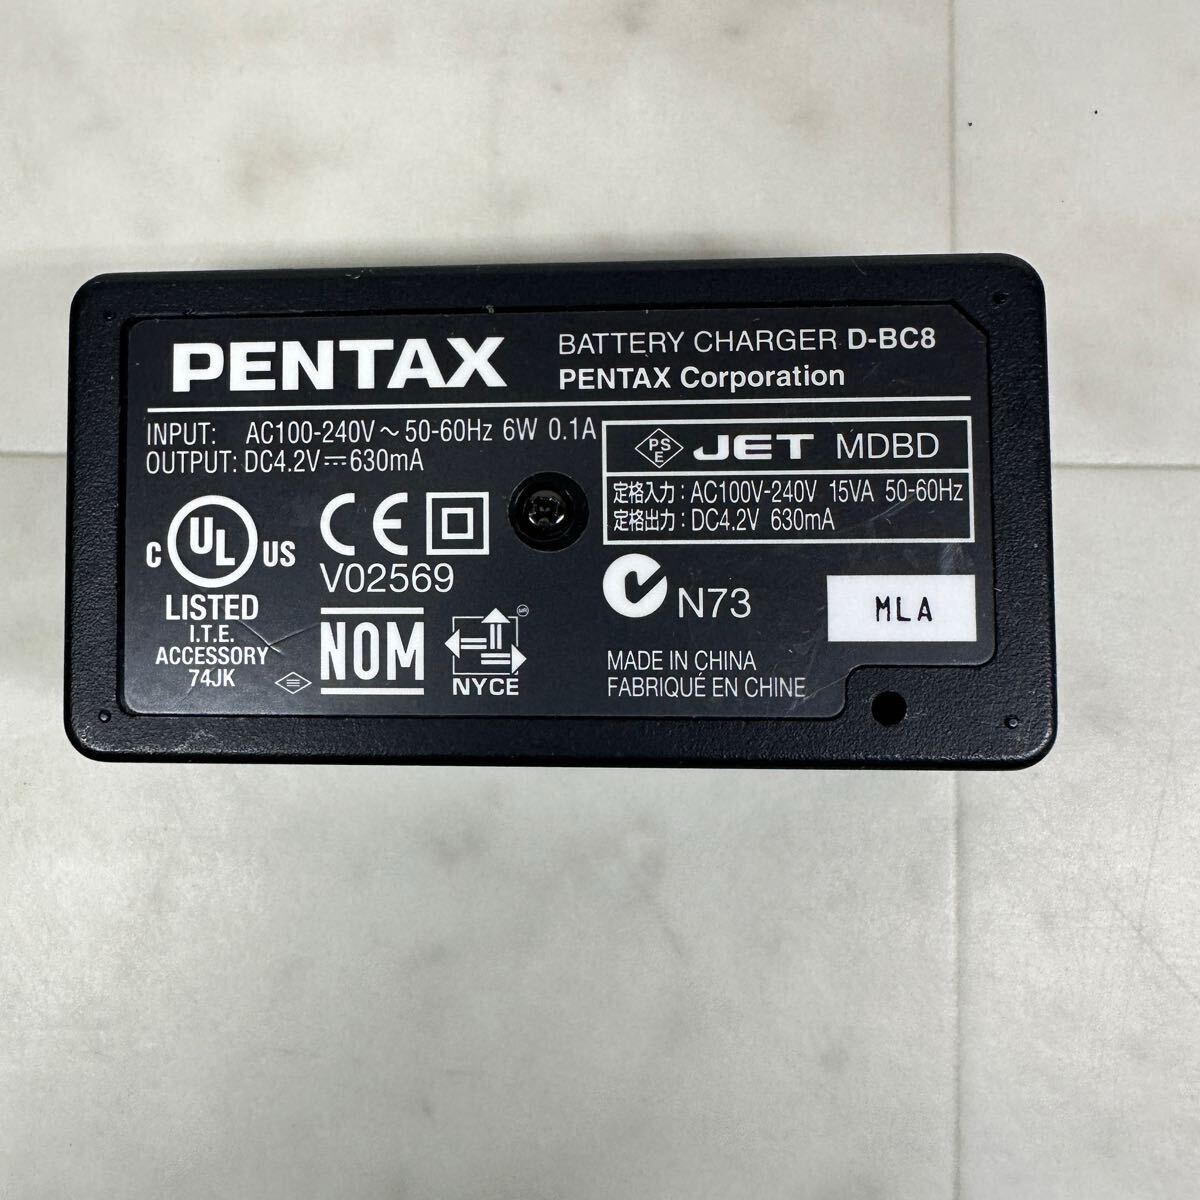 PENTAX
BATTERY CHARGER D-BC8
PENTAX Corporation
INPUT: AC100-240V～50-60Hz 6W 0.1A
OUTPUT: DC4.2V⎓630mA
PS E JET MDBD
定格入力：AC100V-240V 15VA 50-60Hz
定格出力：DC4.2V 630mA
C UL US
LISTED
I.T.E.
ACCESSORY
74JK
CE
V02569
NOM
NYCE
N73
MLA
MADE IN CHINA
FABRIQUÉ EN CHINE